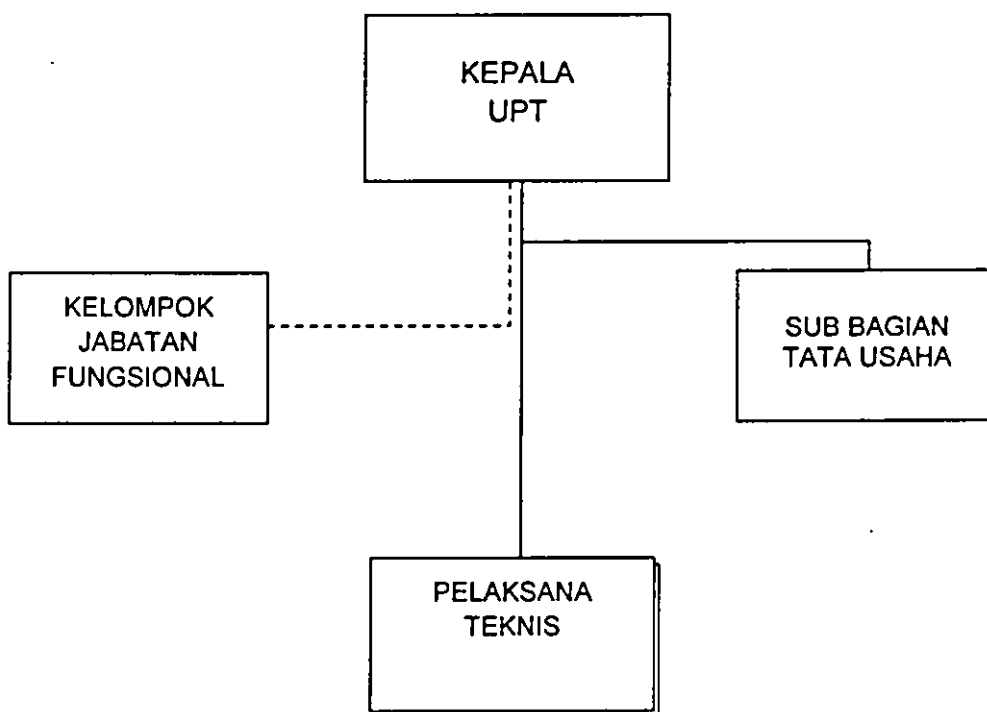 KEPALA
UPT
KELOMPOK
JABATAN
FUNGSIONAL
SUB BAGIAN
TATA USAHA
PELAKSANA
TEKNIS